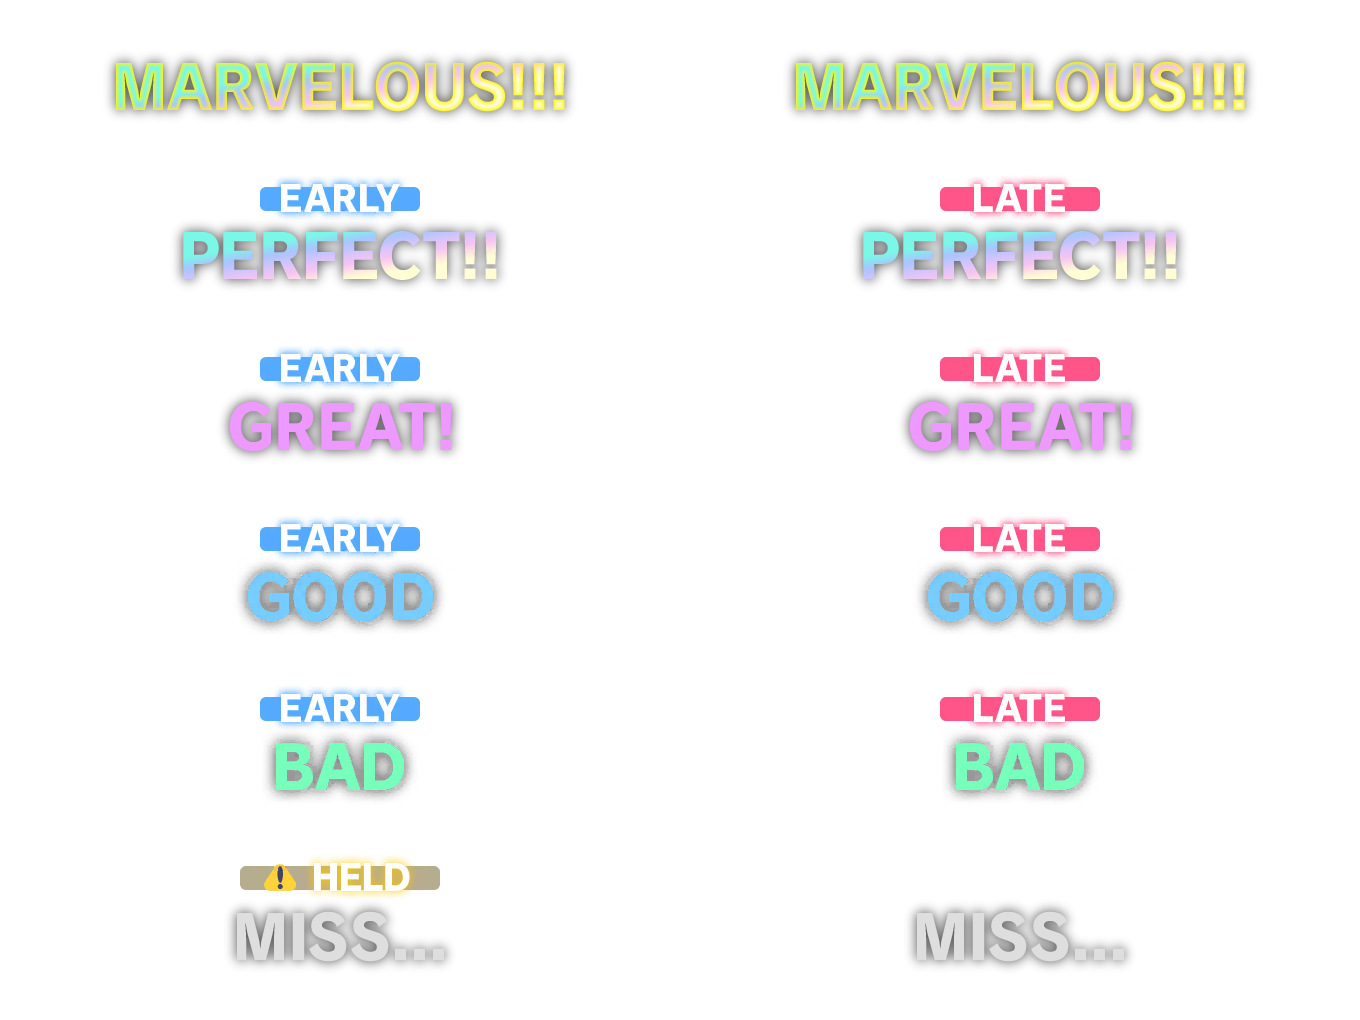 MARVELOUS!!! MARVELOUS!!!
EARLY LATE
PERFECT!! PERFECT!!
EARLY LATE
GREAT! GREAT!
EARLY LATE
GOOD GOOD
EARLY LATE
BAD BAD
⚠ HELD
MISS... MISS...